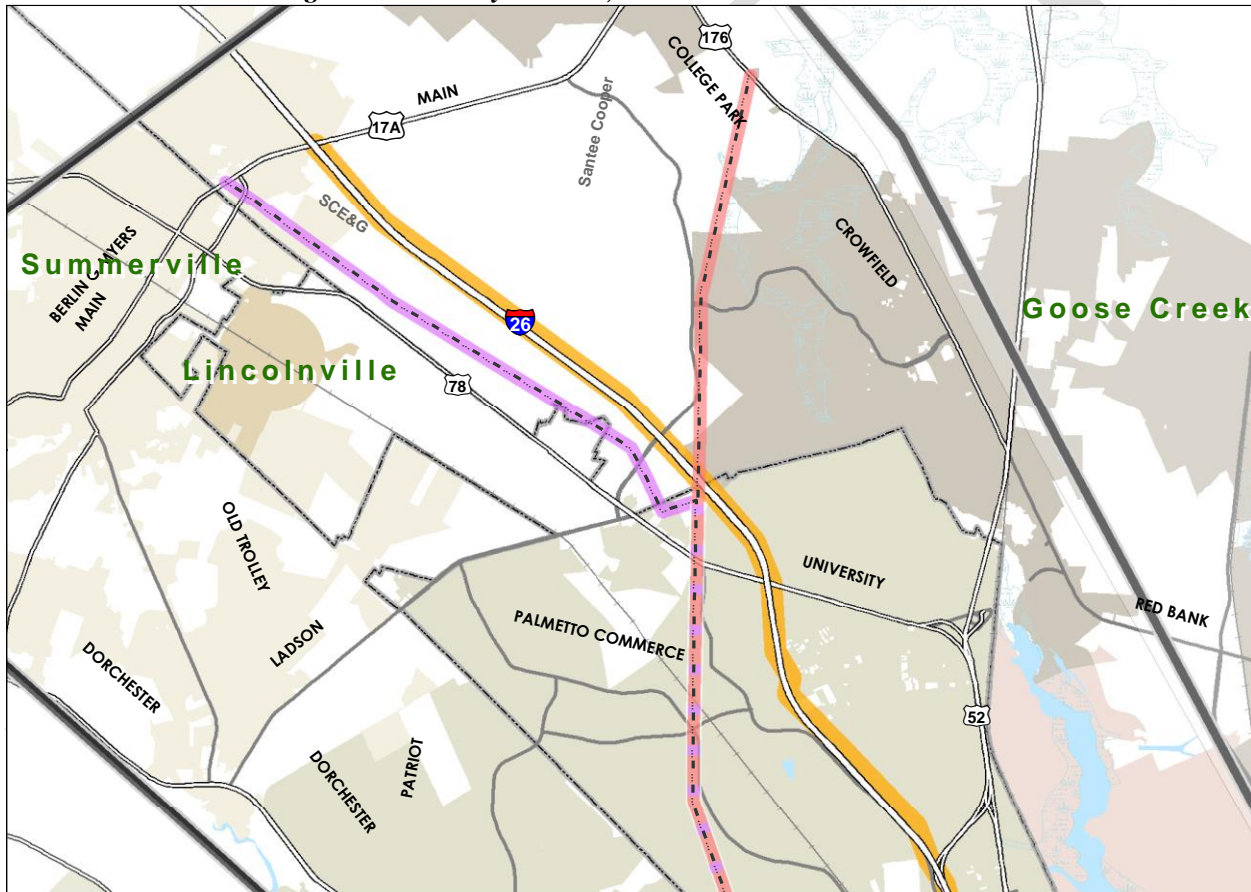 176
COLLEGE PARK
MAIN
17A
Santee Cooper
SCE&G
CROWFIELD
BERLIN G MYERS
MAIN
Summerville
Goose Creek
26
Lincolnville
78
OLD TROLLEY
UNIVERSITY
RED BANK
PALMETTO COMMERCE
LADSON
DORCHESTER
52
PATRIOT
DORCHESTER